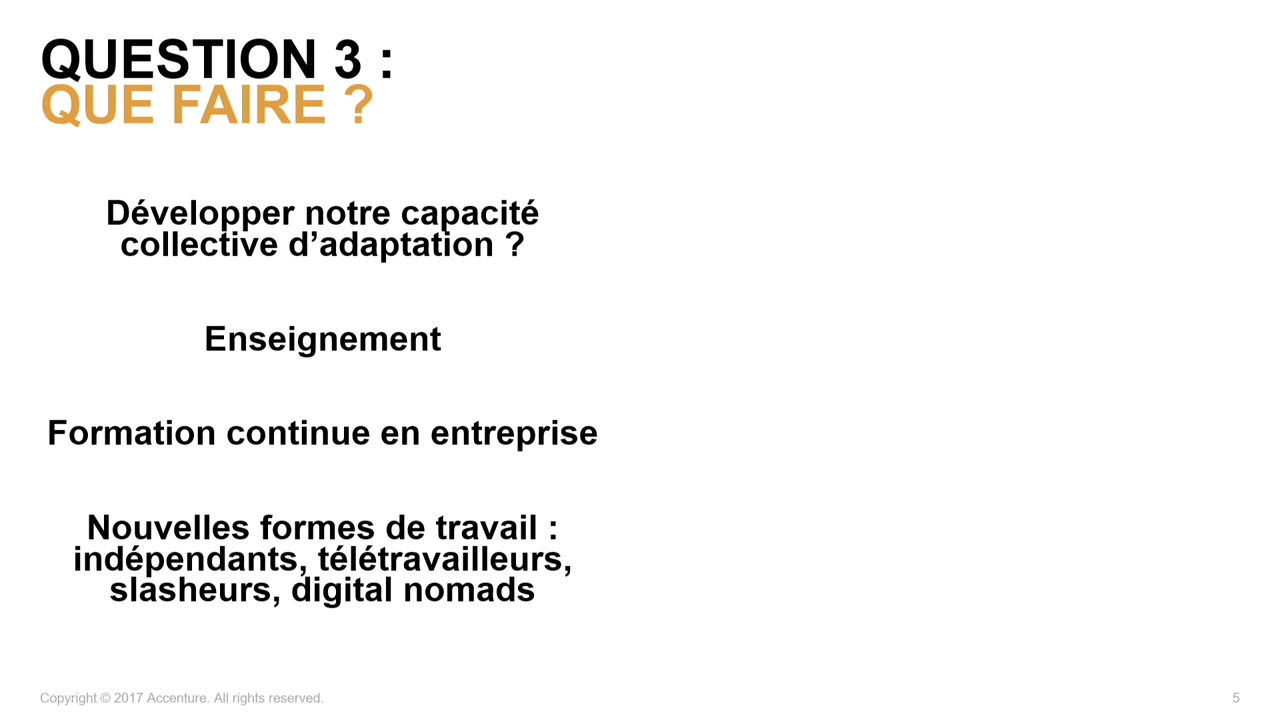 QUESTION 3 :
QUE FAIRE ?
Développer notre capacité
collective d’adaptation ?
Enseignement
Formation continue en entreprise
Nouvelles formes de travail :
indépendants, télétravailleurs,
slasheurs, digital nomads
Copyright © 2017 Accenture. All rights reserved.
5